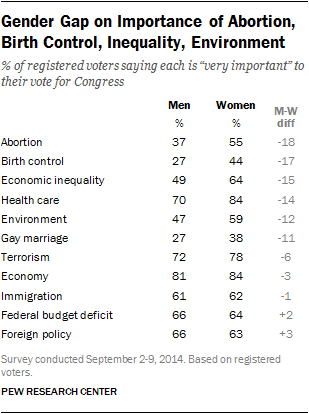 Gender Gap on Importance of Abortion,
Birth Control, Inequality, Environment
% of registered voters saying each is "very important" to
their vote for Congress
Men Women M-W
% % diff
Abortion 37 55 -18
Birth control 27 44 -17
Economic inequality 49 64 -15
Health care 70 84 -14
Environment 47 59 -12
Gay marriage 27 38 -11
Terrorism 72 78 -6
Economy 81 84 -3
Immigration 61 62 -1
Federal budget deficit 66 64 +2
Foreign policy 66 63 +3
Survey conducted September 2-9, 2014. Based on registered
voters.
PEW RESEARCH CENTER